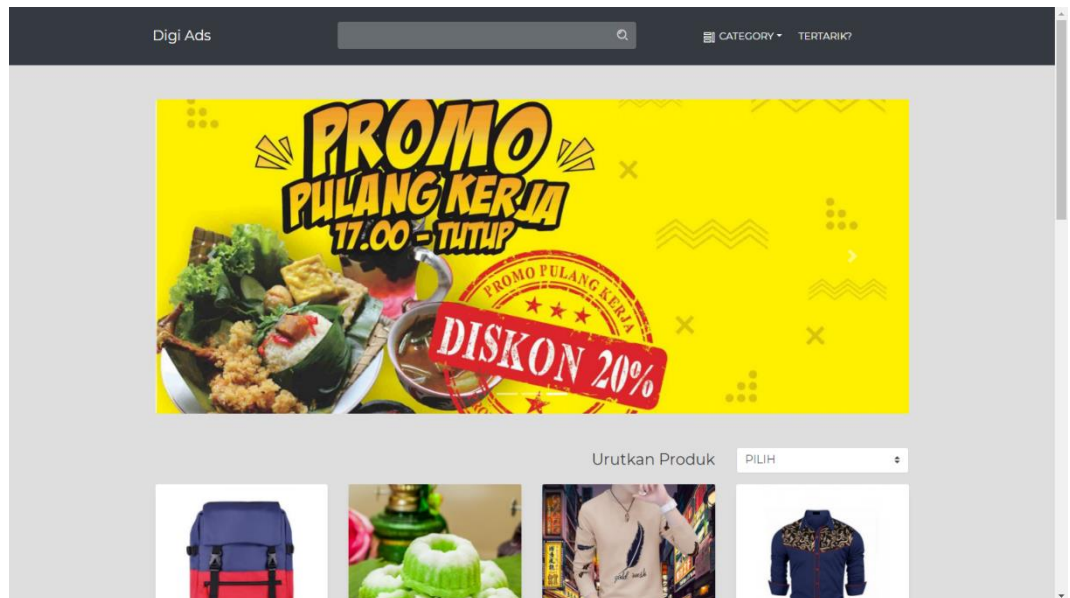 Digi Ads
CATEGORY
TERTARIK?
PROMO
PULANG KERJA
17.00 - TUTUP
PROMO PULANG KERJA
DISKON 20%
Urutkan Produk
PILIH